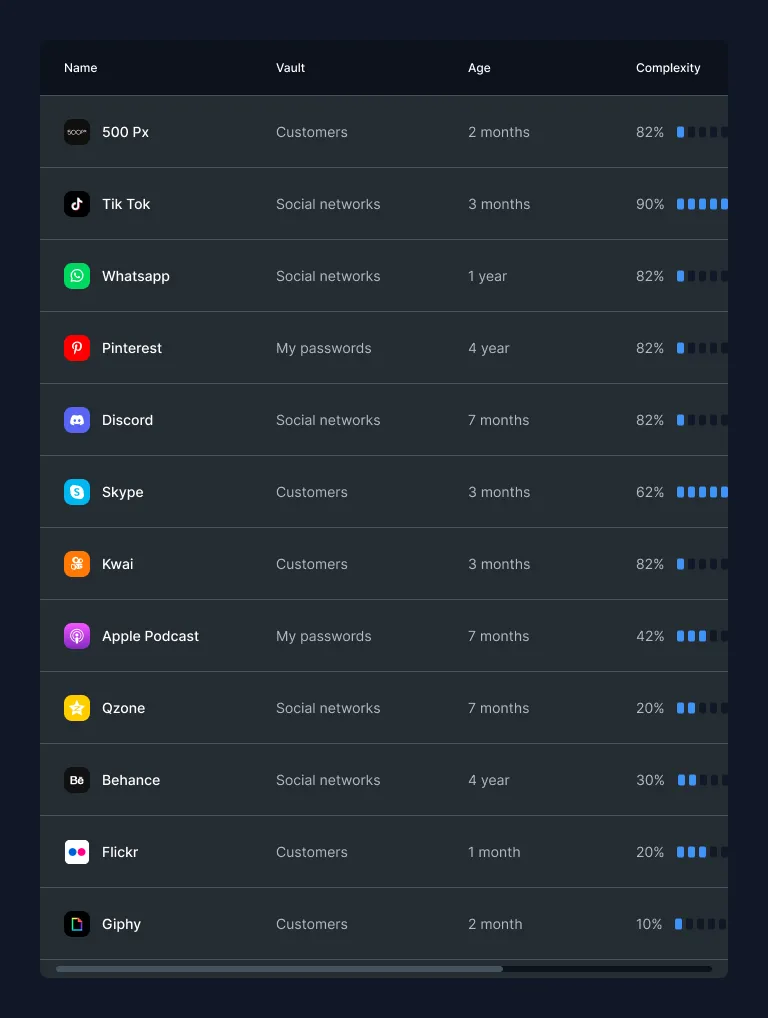 Name Vault Age Complexity
500px 500 Px Customers 2 months 82%
Tik Tok Social networks 3 months 90%
Whatsapp Social networks 1 year 82%
Pinterest My passwords 4 year 82%
Discord Social networks 7 months 82%
S Skype Customers 3 months 62%
Kwai Customers 3 months 82%
Apple Podcast My passwords 7 months 42%
Qzone Social networks 7 months 20%
Bē Behance Social networks 4 year 30%
Flickr Customers 1 month 20%
Giphy Customers 2 month 10%